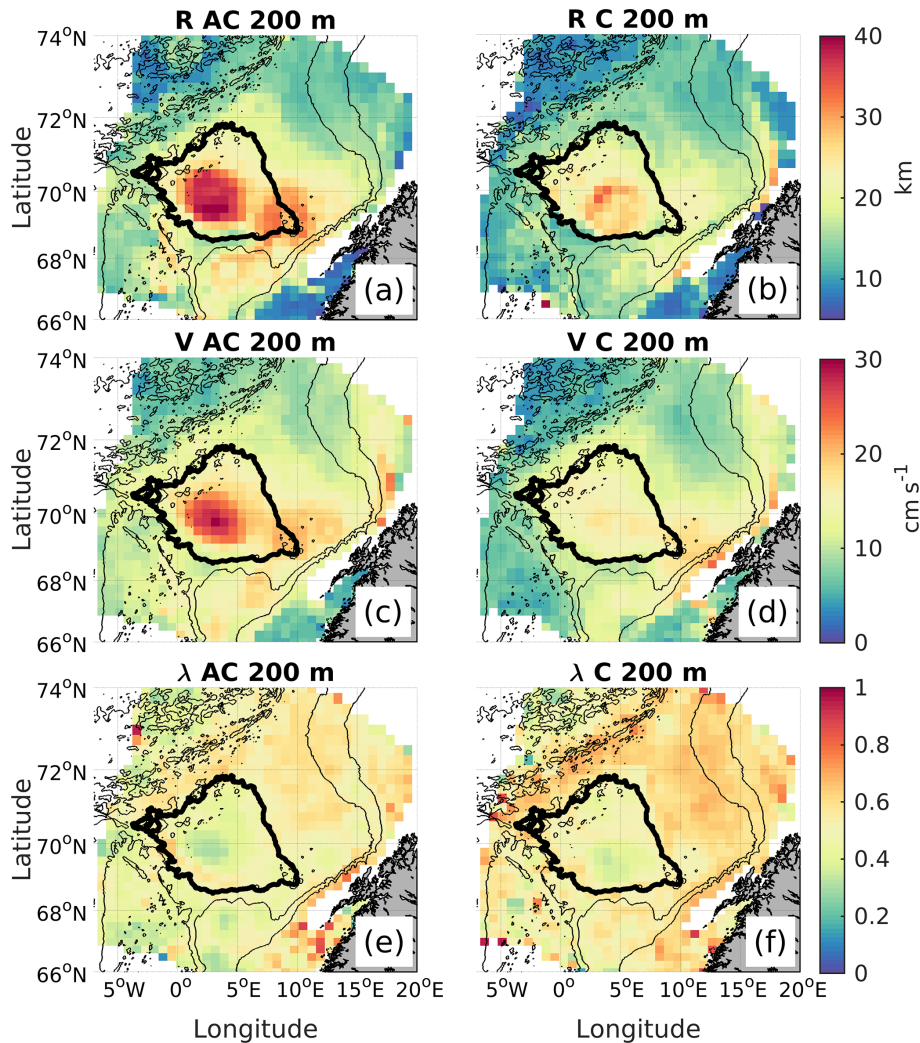 R AC 200 m
R C 200 m
74°N
72°N
70°N
68°N
66°N
Latitude
(a)
(b)
40
30
20
10
km
V AC 200 m
V C 200 m
74°N
72°N
70°N
68°N
66°N
Latitude
(c)
(d)
30
20
10
0
cm s⁻¹
λ AC 200 m
λ C 200 m
74°N
72°N
70°N
68°N
66°N
Latitude
(e)
(f)
1
0.8
0.6
0.4
0.2
0
5°W 0° 5°E 10°E 15°E 20°E
5°W 0° 5°E 10°E 15°E 20°E
Longitude
Longitude